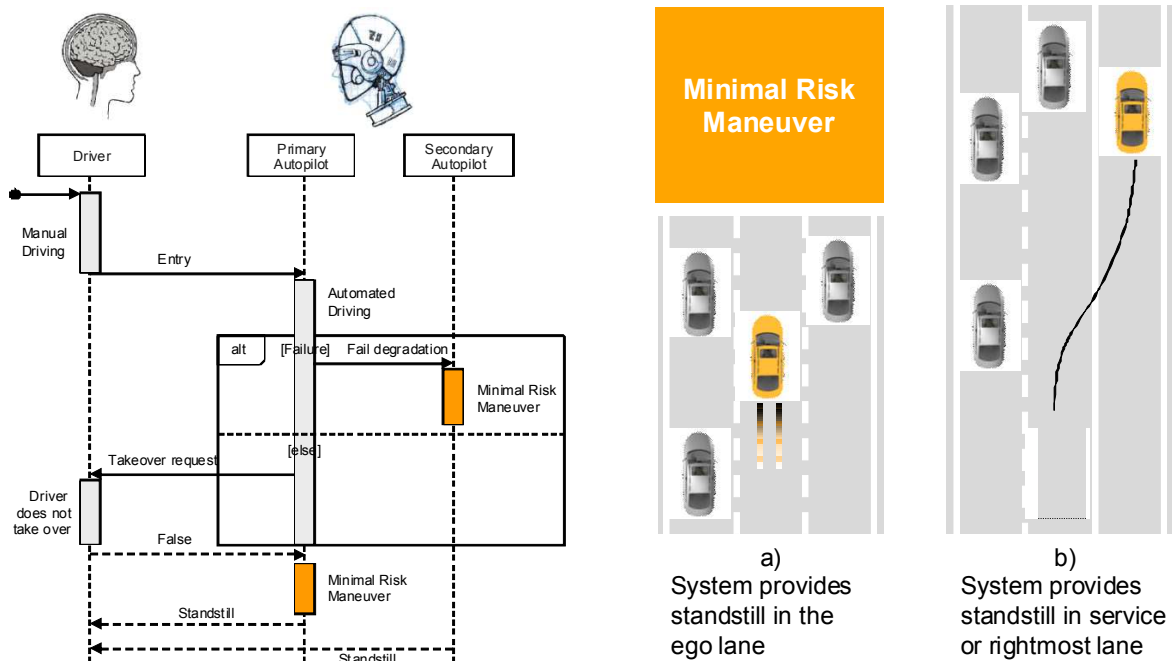 Driver
Primary
Autopilot
Secondary
Autopilot
Manual
Driving
Entry
Automated
Driving
alt
[Failure]
Fail degradation
Minimal Risk
Maneuver
[else]
Takeover request
Driver
does not
take over
False
Minimal Risk
Maneuver
Standstill
Standstill
Minimal Risk
Maneuver
a)
System provides
standstill in the
ego lane
b)
System provides
standstill in service
or rightmost lane